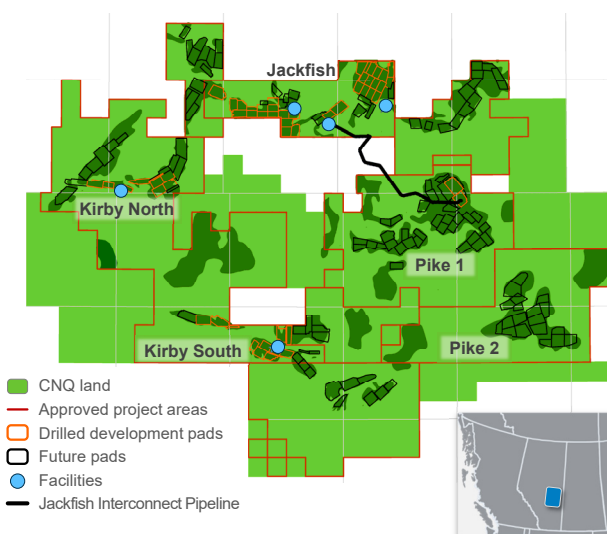 Jackfish
Kirby North
Pike 1
Kirby South
Pike 2
CNQ land
Approved project areas
Drilled development pads
Future pads
Facilities
Jackfish Interconnect Pipeline